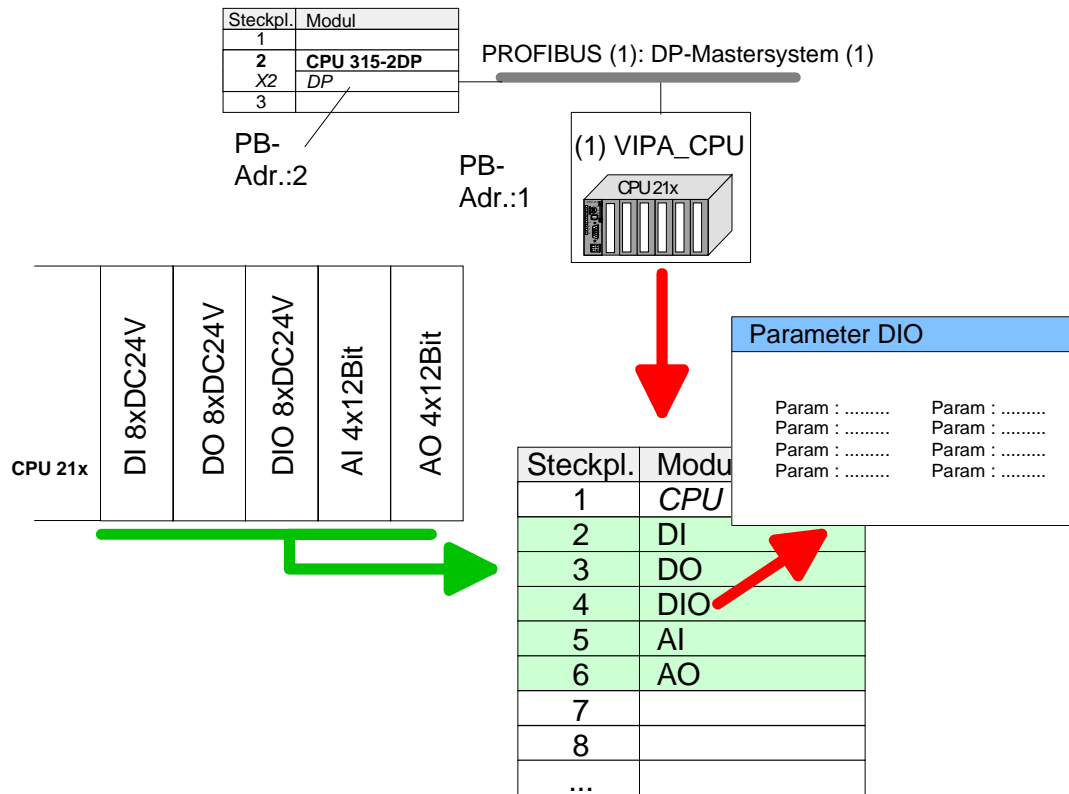 Steckpl. Modul
1
2 CPU 315-2DP
X2 DP
3
PROFIBUS (1): DP-Mastersystem (1)
PB-
Adr.:2
PB-
Adr.:1
(1) VIPA_CPU
CPU 21x
CPU 21x
DI 8xDC24V
DO 8xDC24V
DIO 8xDC24V
AI 4x12Bit
AO 4x12Bit
Parameter DIO
Param : ......... Param : .........
Param : ......... Param : .........
Param : ......... Param : .........
Param : ......... Param : .........
Steckpl. Modu
1 CPU
2 DI
3 DO
4 DIO
5 AI
6 AO
7
8
...